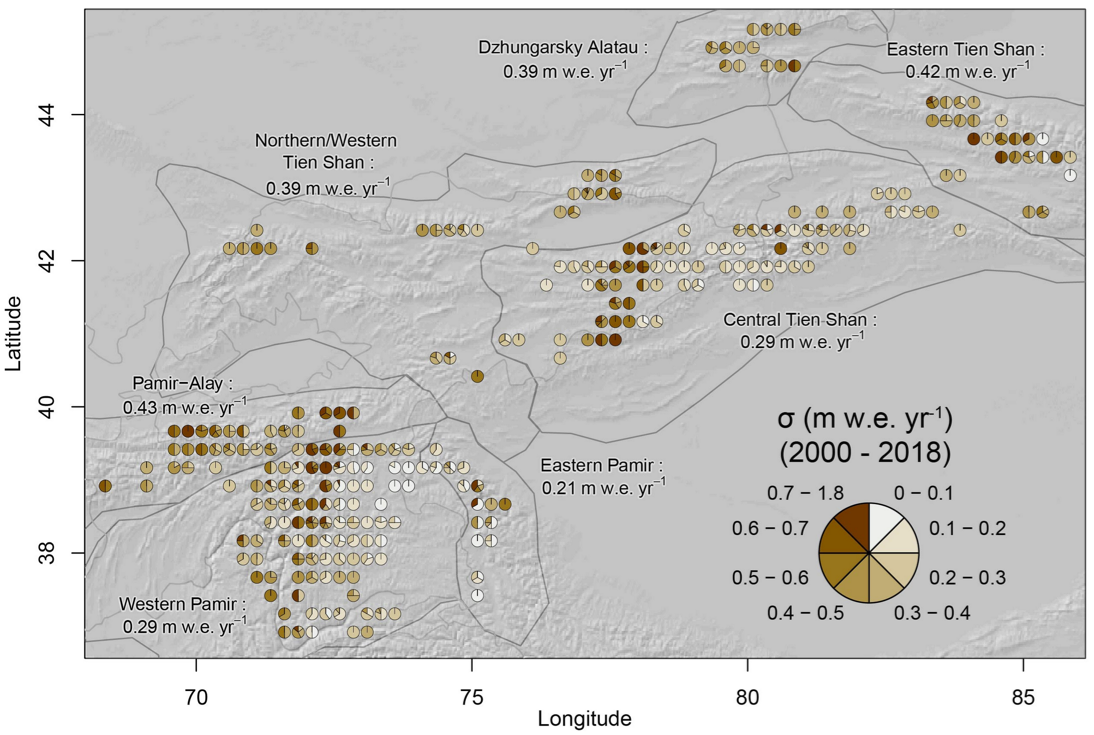 Dzhungarsky Alatau :
0.39 m w.e. yr⁻¹
Eastern Tien Shan :
0.42 m w.e. yr⁻¹
Northern/Western
Tien Shan :
0.39 m w.e. yr⁻¹
Central Tien Shan :
0.29 m w.e. yr⁻¹
Pamir−Alay :
0.43 m w.e. yr⁻¹
Eastern Pamir :
0.21 m w.e. yr⁻¹
Western Pamir :
0.29 m w.e. yr⁻¹
σ (m w.e. yr⁻¹)
(2000 - 2018)
0.7 − 1.8
0 − 0.1
0.6 − 0.7
0.1 − 0.2
0.5 − 0.6
0.2 − 0.3
0.4 − 0.5
0.3 − 0.4
Latitude
44
42
40
38
70
75
80
85
Longitude